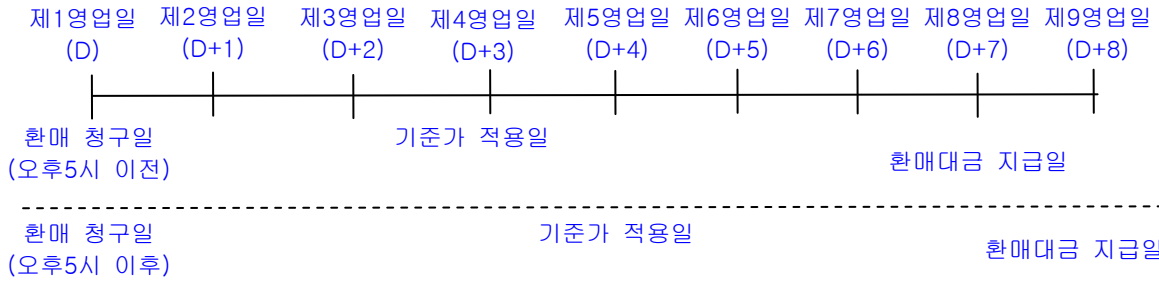 제1영업일 제2영업일 제3영업일 제4영업일 제5영업일 제6영업일 제7영업일 제8영업일 제9영업일
(D) (D+1) (D+2) (D+3) (D+4) (D+5) (D+6) (D+7) (D+8)
환매 청구일 기준가 적용일
(오후5시 이전) 환매대금 지급일
환매 청구일 기준가 적용일
(오후5시 이후) 환매대금 지급일